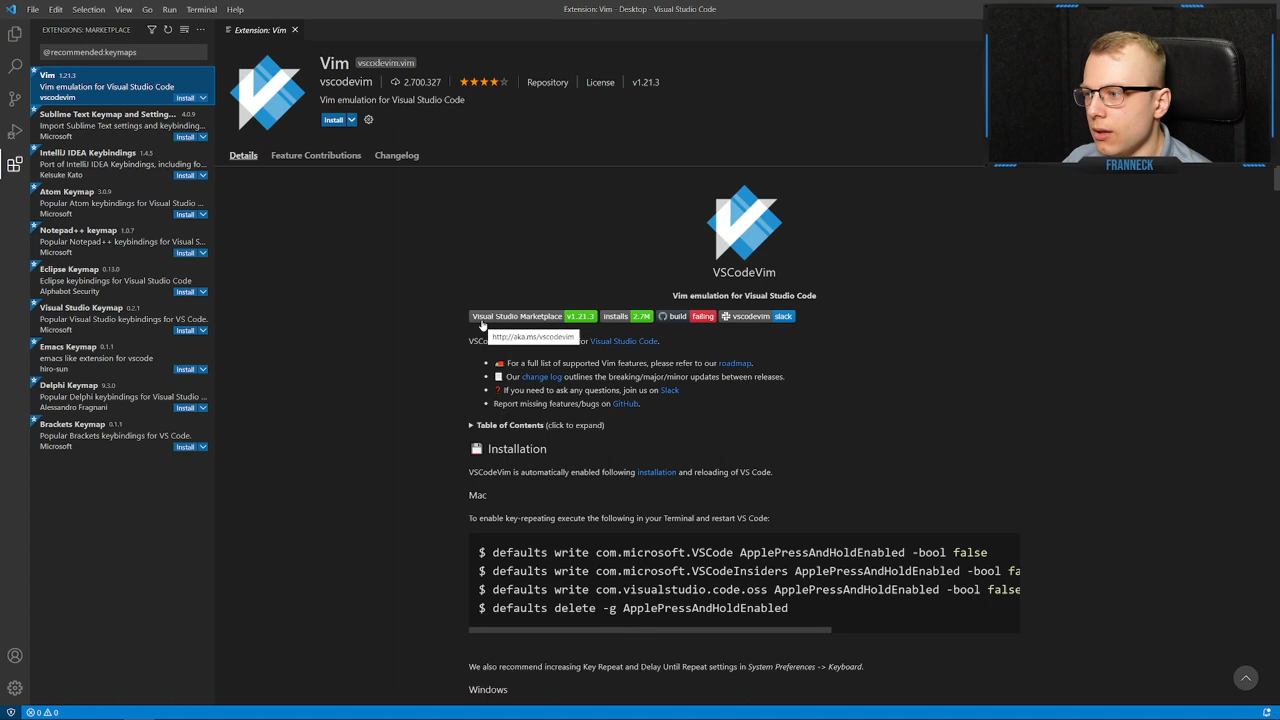 File Edit Selection View Go Run Terminal Help
Extension: Vim - Desktop - Visual Studio Code
EXTENSIONS: MARKETPLACE
@recommended:keymaps
Vim 1.21.3
Vim emulation for Visual Studio Code
vscodevim Install
Sublime Text Keymap and Setting... 4.0.9
Import Sublime Text settings and keybinding...
Microsoft Install
IntelliJ IDEA Keybindings 1.4.5
Port of IntelliJ IDEA Keybindings, including fo...
Keisuke Kato Install
Atom Keymap 3.0.9
Popular Atom keybindings for Visual Studio ...
Microsoft Install
Notepad++ keymap 1.0.7
Popular Notepad++ keybindings for Visual S...
Microsoft Install
Eclipse Keymap 0.13.0
Eclipse keybindings for Visual Studio Code
Alphabot Security Install
Visual Studio Keymap 0.2.1
Popular Visual Studio keybindings for VS Code.
Microsoft Install
Emacs Keymap 0.1.1
emacs like extension for vscode
hiro-sun Install
Delphi Keymap 9.3.0
Popular Delphi keybindings for Visual Studio ...
Alessandro Fragnani Install
Brackets Keymap 0.1.1
Popular Brackets keybindings for VS Code.
Microsoft Install
Extension: Vim
Vim vscodevim.vim
vscodevim 2.700.327 Repository License v1.21.3
Vim emulation for Visual Studio Code
Install
Details Feature Contributions Changelog
VSCodeVim
Vim emulation for Visual Studio Code
Visual Studio Marketplace v1.21.3 installs 2.7M build failing vscodevim slack
http://aka.ms/vscodevim
VSCo for Visual Studio Code.
For a full list of supported Vim features, please refer to our roadmap.
Our change log outlines the breaking/major/minor updates between releases.
If you need to ask any questions, join us on Slack
Report missing features/bugs on GitHub.
Table of Contents (click to expand)
Installation
VSCodeVim is automatically enabled following installation and reloading of VS Code.
Mac
To enable key-repeating execute the following in your Terminal and restart VS Code:
$ defaults write com.microsoft.VSCode ApplePressAndHoldEnabled -bool false
$ defaults write com.microsoft.VSCodeInsiders ApplePressAndHoldEnabled -bool fa
$ defaults write com.visualstudio.code.oss ApplePressAndHoldEnabled -bool false
$ defaults delete -g ApplePressAndHoldEnabled
We also recommend increasing Key Repeat and Delay Until Repeat settings in System Preferences -> Keyboard.
Windows
FRANNECK
0 0